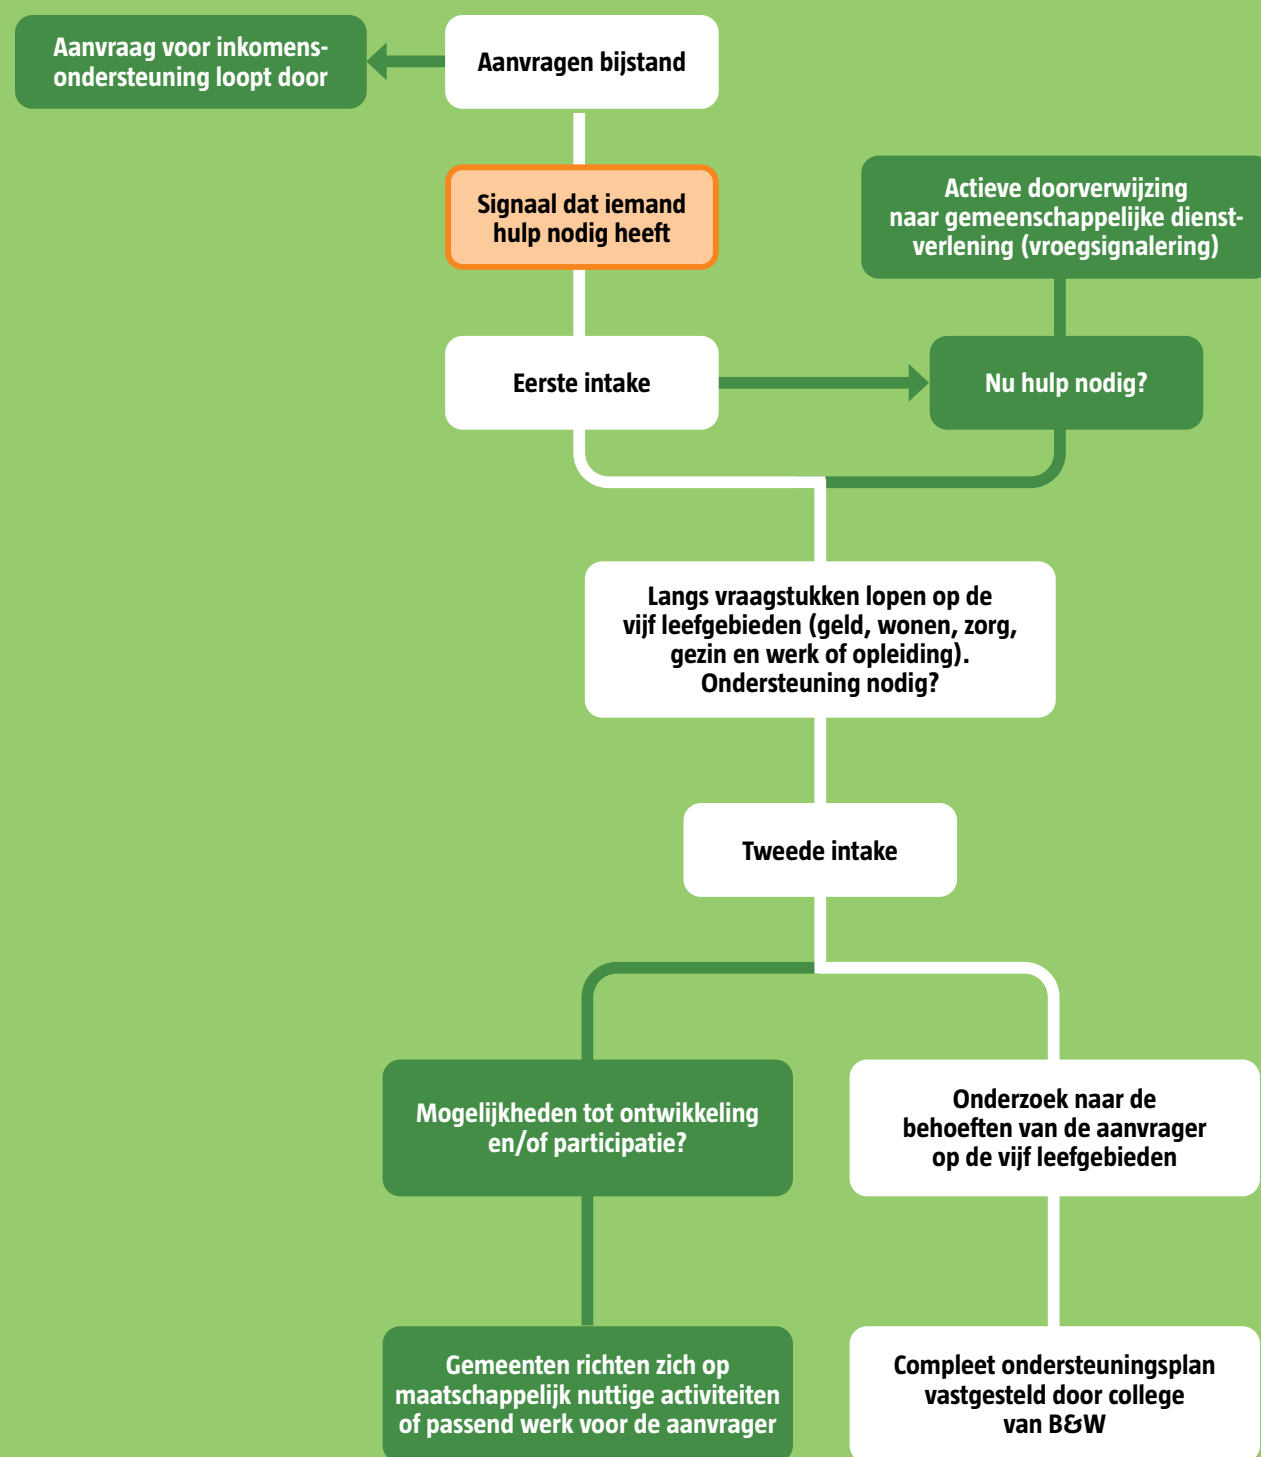 Aanvraag voor inkomens-
ondersteuning loopt door
Aanvragen bijstand
Signaal dat iemand
hulp nodig heeft
Actieve doorverwijzing
naar gemeenschappelijke dienst-
verlening (vroegsignalering)
Eerste intake
Nu hulp nodig?
Langs vraagstukken lopen op de
vijf leefgebieden (geld, wonen, zorg,
gezin en werk of opleiding).
Ondersteuning nodig?
Tweede intake
Mogelijkheden tot ontwikkeling
en/of participatie?
Onderzoek naar de
behoeften van de aanvrager
op de vijf leefgebieden
Gemeenten richten zich op
maatschappelijk nuttige activiteiten
of passend werk voor de aanvrager
Compleet ondersteuningsplan
vastgesteld door college
van B&W